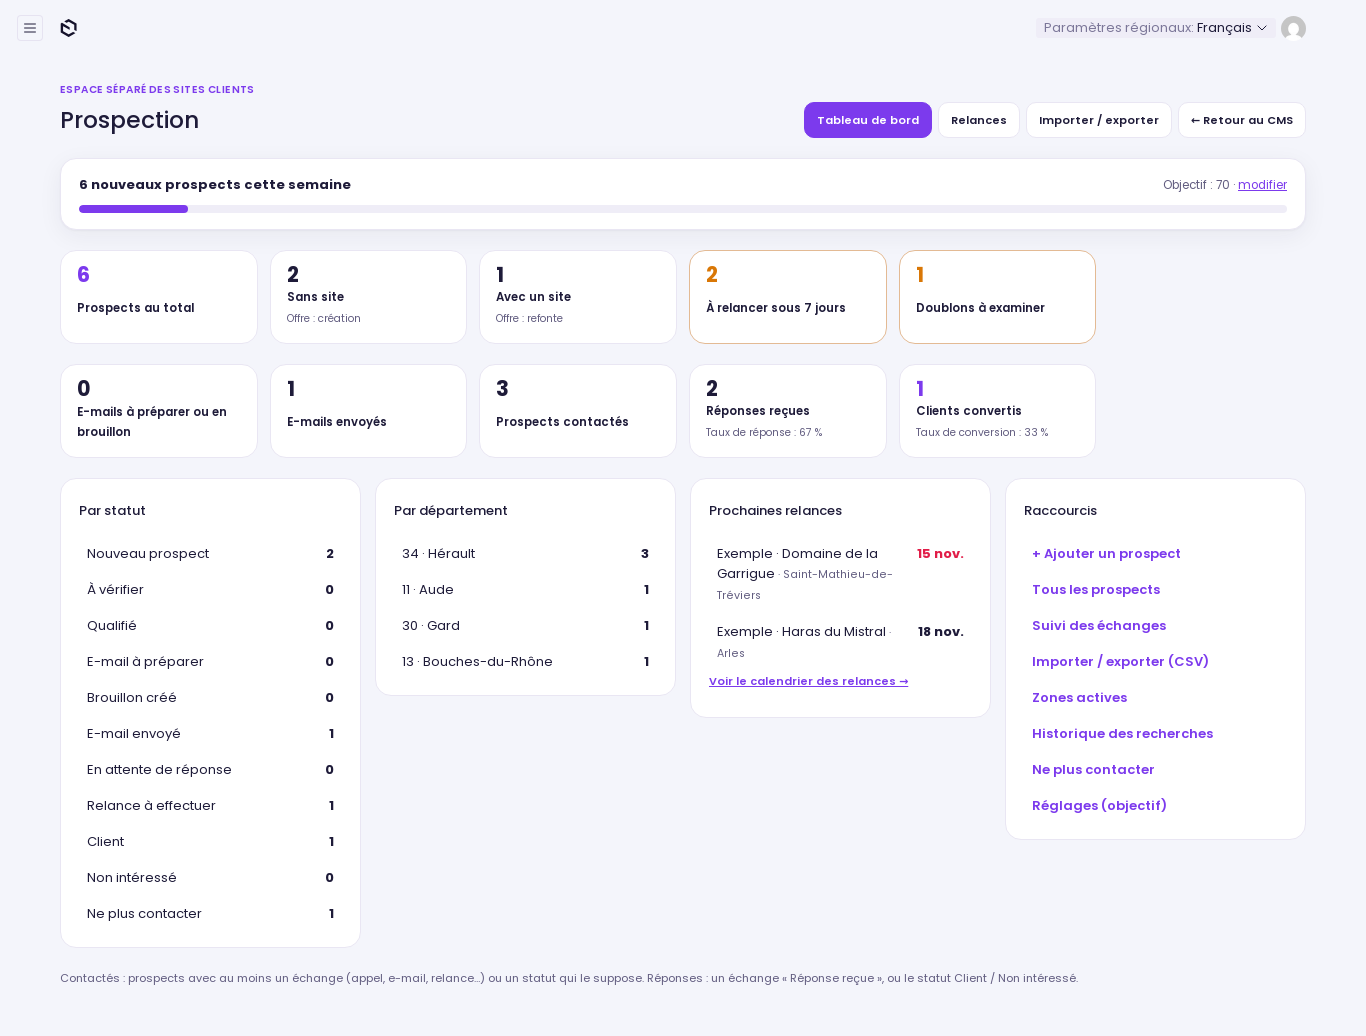 Paramètres régionaux: Français
ESPACE SÉPARÉ DES SITES CLIENTS
Prospection
Tableau de bord
Relances
Importer / exporter
← Retour au CMS
6 nouveaux prospects cette semaine
Objectif : 70 · modifier
6
Prospects au total
2
Sans site
Offre : création
1
Avec un site
Offre : refonte
2
À relancer sous 7 jours
1
Doublons à examiner
0
E-mails à préparer ou en
brouillon
1
E-mails envoyés
3
Prospects contactés
2
Réponses reçues
Taux de réponse : 67 %
1
Clients convertis
Taux de conversion : 33 %
Par statut
Nouveau prospect 2
À vérifier 0
Qualifié 0
E-mail à préparer 0
Brouillon créé 0
E-mail envoyé 1
En attente de réponse 0
Relance à effectuer 1
Client 1
Non intéressé 0
Ne plus contacter 1
Par département
34 · Hérault 3
11 · Aude 1
30 · Gard 1
13 · Bouches-du-Rhône 1
Prochaines relances
Exemple · Domaine de la 15 nov.
Garrigue · Saint-Mathieu-de-
Tréviers
Exemple · Haras du Mistral · 18 nov.
Arles
Voir le calendrier des relances →
Raccourcis
+ Ajouter un prospect
Tous les prospects
Suivi des échanges
Importer / exporter (CSV)
Zones actives
Historique des recherches
Ne plus contacter
Réglages (objectif)
Contactés : prospects avec au moins un échange (appel, e-mail, relance…) ou un statut qui le suppose. Réponses : un échange « Réponse reçue », ou le statut Client / Non intéressé.